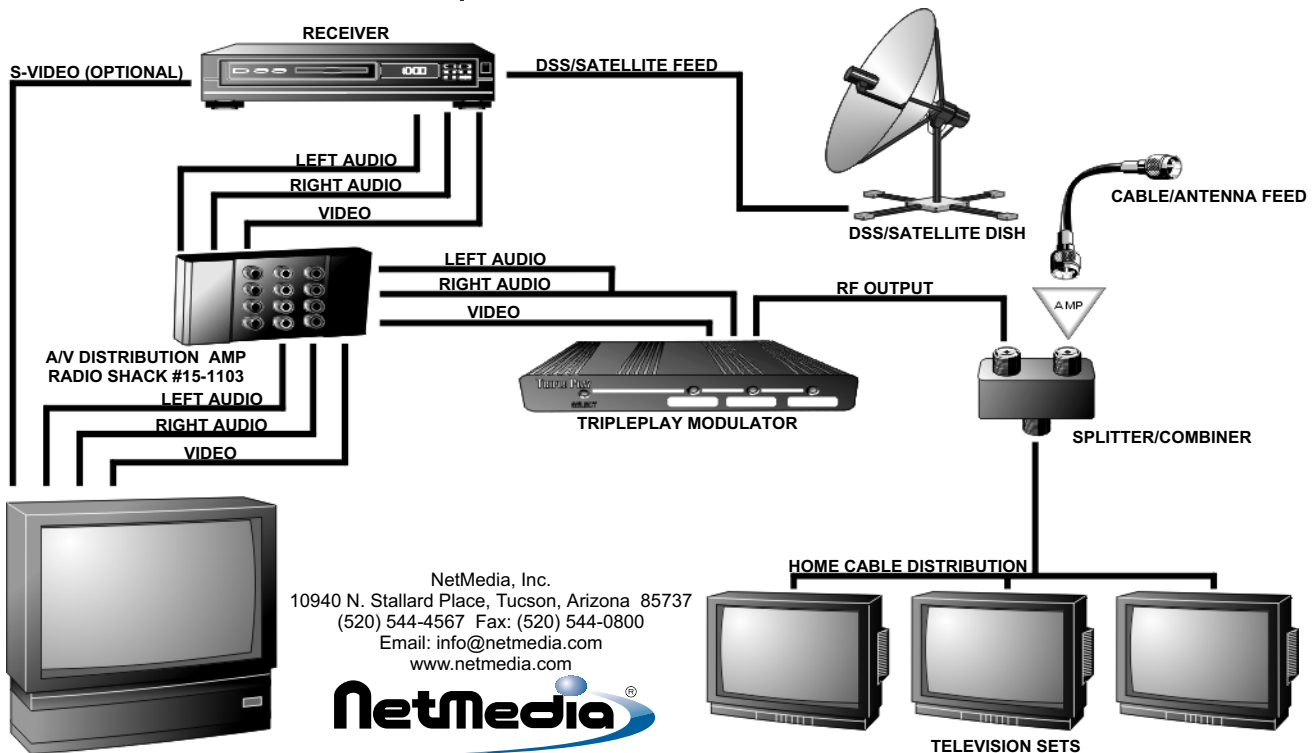 RECEIVER
S-VIDEO (OPTIONAL)
DSS/SATELLITE FEED
LEFT AUDIO
RIGHT AUDIO
VIDEO
CABLE/ANTENNA FEED
DSS/SATELLITE DISH
LEFT AUDIO
RIGHT AUDIO
VIDEO
RF OUTPUT
AMP
A/V DISTRIBUTION AMP
RADIO SHACK #15-1103
TRIPLE PLAY
SELECT
TRIPLEPLAY MODULATOR
SPLITTER/COMBINER
LEFT AUDIO
RIGHT AUDIO
VIDEO
HOME CABLE DISTRIBUTION
NetMedia, Inc.
10940 N. Stallard Place, Tucson, Arizona 85737
(520) 544-4567 Fax: (520) 544-0800
Email: info@netmedia.com
www.netmedia.com
NetMedia ®
TELEVISION SETS